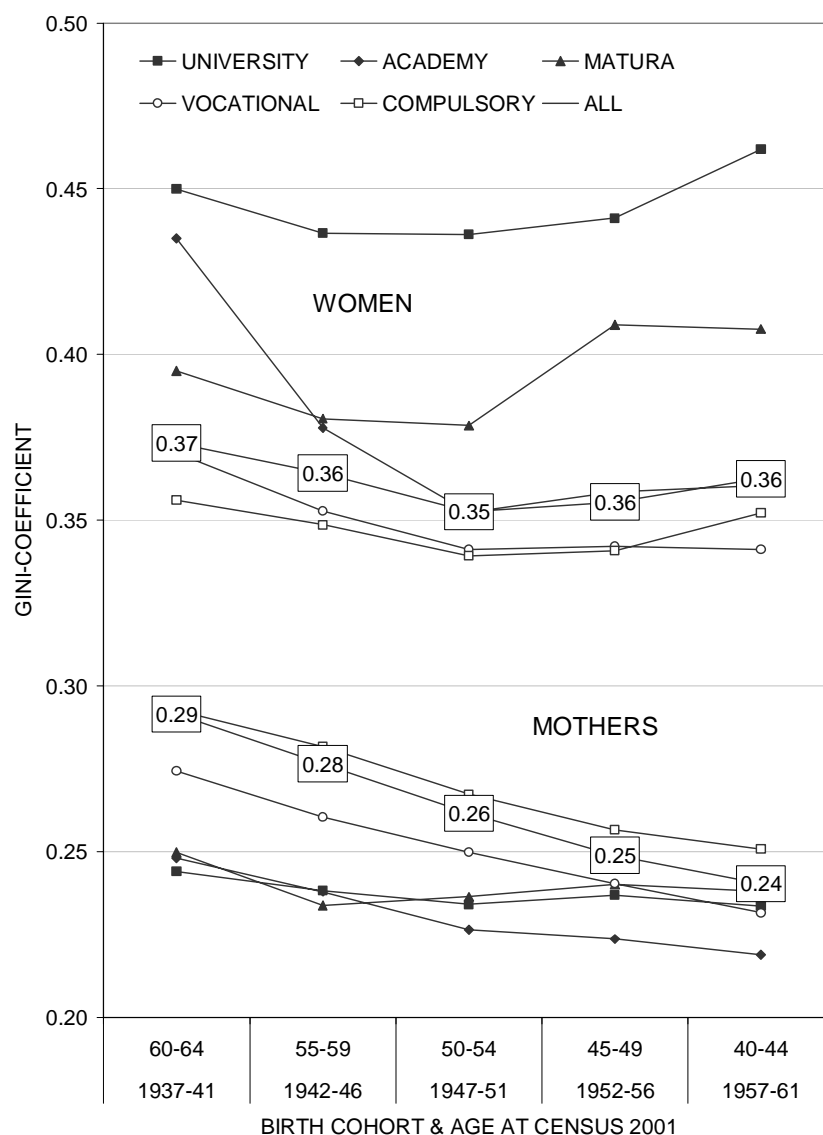 0.50
UNIVERSITY ACADEMY MATURA
VOCATIONAL COMPULSORY ALL
0.45
WOMEN
0.40
GINI-COEFFICIENT
0.37
0.36
0.35
0.36
0.36
0.35
0.30
MOTHERS
0.29
0.28
0.26
0.25
0.24
0.25
0.20
60-64 55-59 50-54 45-49 40-44
1937-41 1942-46 1947-51 1952-56 1957-61
BIRTH COHORT & AGE AT CENSUS 2001